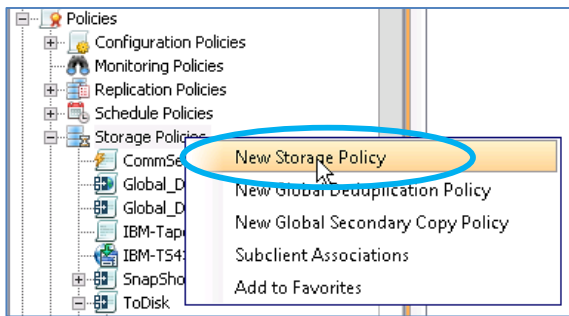 Policies
Configuration Policies
Monitoring Policies
Replication Policies
Schedule Policies
Storage Policies
New Storage Policy
CommSe
New Global Deduplication Policy
Global_D
New Global Secondary Copy Policy
Global_D
IBM-Tap
Subclient Associations
IBM-TS4
SnapSho
Add to Favorites
ToDisk